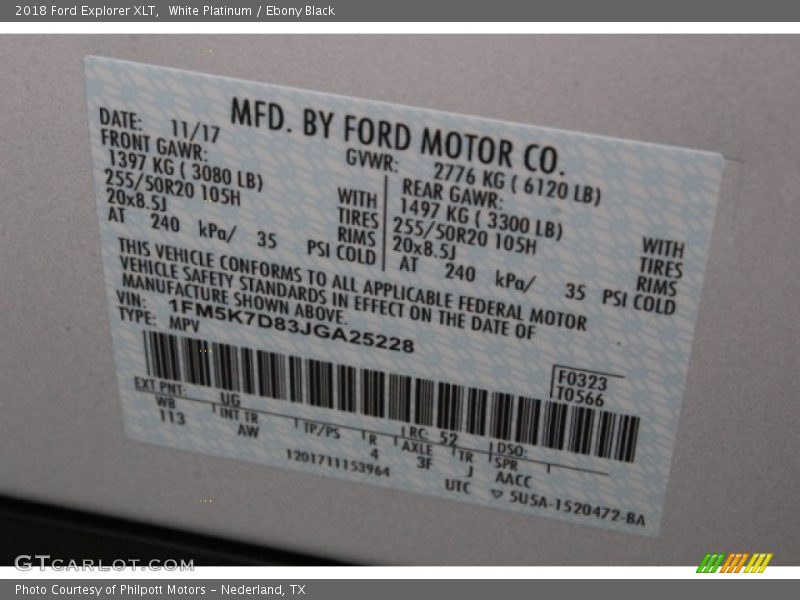 2018 Ford Explorer XLT,  White Platinum / Ebony Black
MFD. BY FORD MOTOR CO.
DATE: 11/17
GVWR: 2776 KG ( 6120 LB)
FRONT GAWR:
1397 KG ( 3080 LB)
WITH
255/50R20 105H
TIRES
20x8.5J
RIMS
AT 240 kPa/ 35 PSI COLD
REAR GAWR:
1497 KG ( 3300 LB)
WITH
255/50R20 105H
TIRES
20x8.5J
RIMS
AT 240 kPa/ 35 PSI COLD
THIS VEHICLE CONFORMS TO ALL APPLICABLE FEDERAL MOTOR
VEHICLE SAFETY STANDARDS IN EFFECT ON THE DATE OF
MANUFACTURE SHOWN ABOVE.
VIN: 1FM5K7D83JGA25228
TYPE: MPV
F0323
T0566
EXT PNT: UG RC: 52 DSO:
WB INT TR TP/PS R AXLE TR SPR
113 AW 4 3F J AACC
1201711153964 UTC ▽ SU5A-1520472-BA
GTCARLOT.COM
Photo Courtesy of Philpott Motors - Nederland, TX